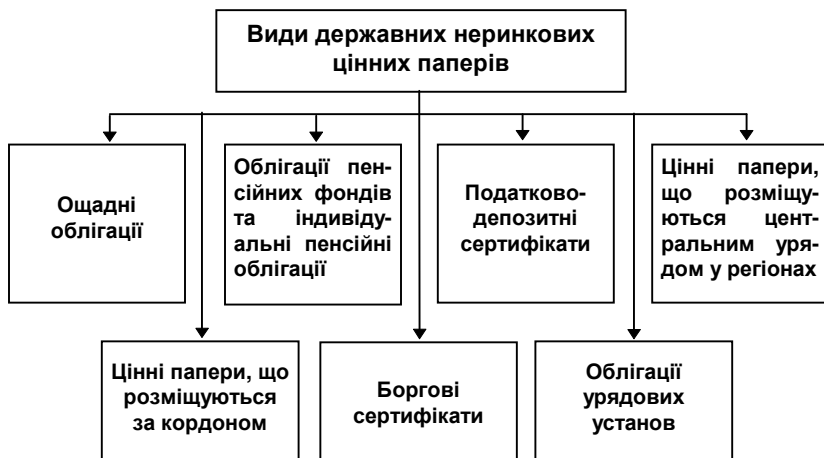 Види державних неринкових
цінних паперів
Ощадні
облігації
Облігації пен-
сійних фондів
та індивіду-
альні пенсійні
облігації
Податково-
депозитні
сертифікати
Цінні папери,
що розміщу-
ються цент-
ральним уря-
дом у регіонах
Цінні папери, що
розміщуються
за кордоном
Боргові
сертифікати
Облігації
урядових
установ